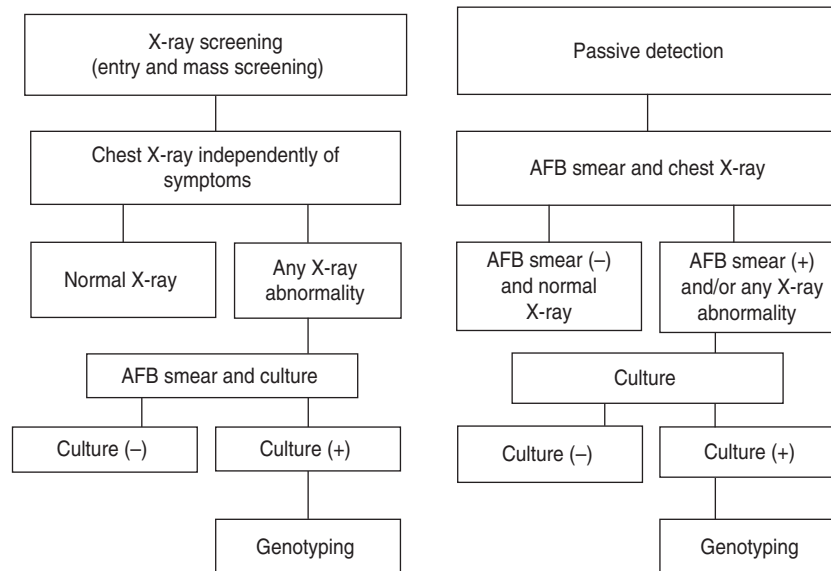 X-ray screening
(entry and mass screening)
Chest X-ray independently of
symptoms
Normal X-ray
Any X-ray
abnormality
AFB smear and culture
Culture (–)
Culture (+)
Genotyping
Passive detection
AFB smear and chest X-ray
AFB smear (–)
and normal
X-ray
AFB smear (+)
and/or any X-ray
abnormality
Culture
Culture (–)
Culture (+)
Genotyping